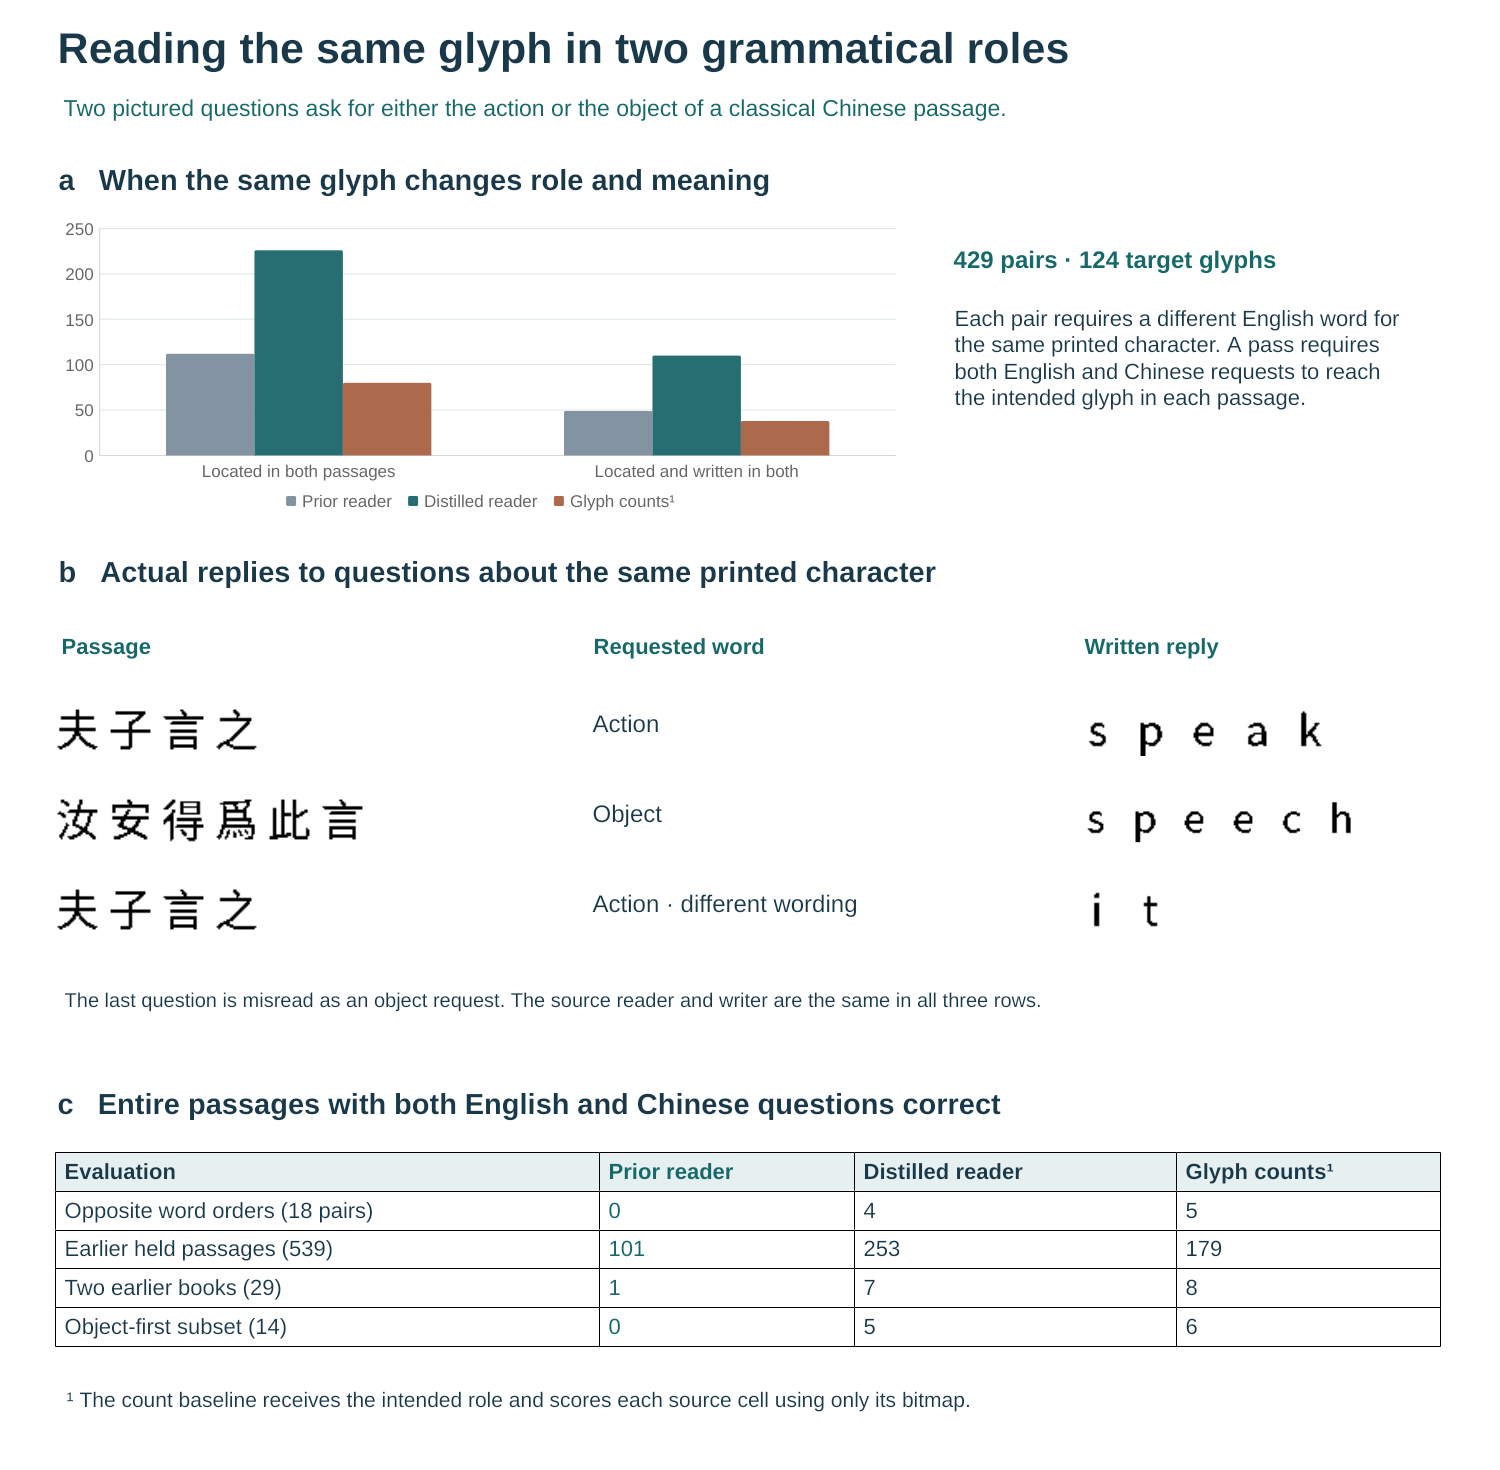 Reading the same glyph in two grammatical roles
Two pictured questions ask for either the action or the object of a classical Chinese passage.
a When the same glyph changes role and meaning
250
200
150
100
50
0
Located in both passages
Located and written in both
Prior reader
Distilled reader
Glyph counts¹
429 pairs · 124 target glyphs
Each pair requires a different English word for
the same printed character. A pass requires
both English and Chinese requests to reach
the intended glyph in each passage.
b Actual replies to questions about the same printed character
Passage Requested word Written reply
夫子言之 Action speak
汝安得爲此言 Object speech
夫子言之 Action · different wording it
The last question is misread as an object request. The source reader and writer are the same in all three rows.
c Entire passages with both English and Chinese questions correct
Evaluation Prior reader Distilled reader Glyph counts¹
Opposite word orders (18 pairs) 0 4 5
Earlier held passages (539) 101 253 179
Two earlier books (29) 1 7 8
Object-first subset (14) 0 5 6
¹ The count baseline receives the intended role and scores each source cell using only its bitmap.